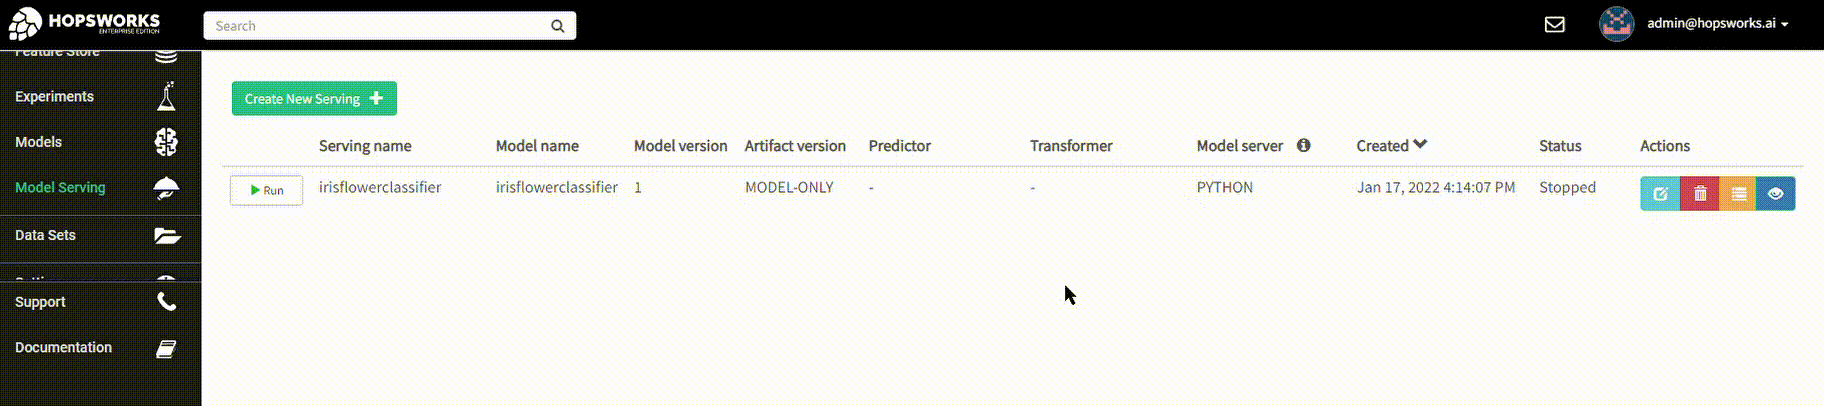 HOPSWORKS
ENTERPRISE EDITION
Search
admin@hopsworks.ai
Feature Store
Experiments
Models
Model Serving
Data Sets
Support
Documentation
Create New Serving
Serving name Model name Model version Artifact version Predictor Transformer Model server Created Status Actions
Run irisflowerclassifier irisflowerclassifier 1 MODEL-ONLY - - PYTHON Jan 17, 2022 4:14:07 PM Stopped